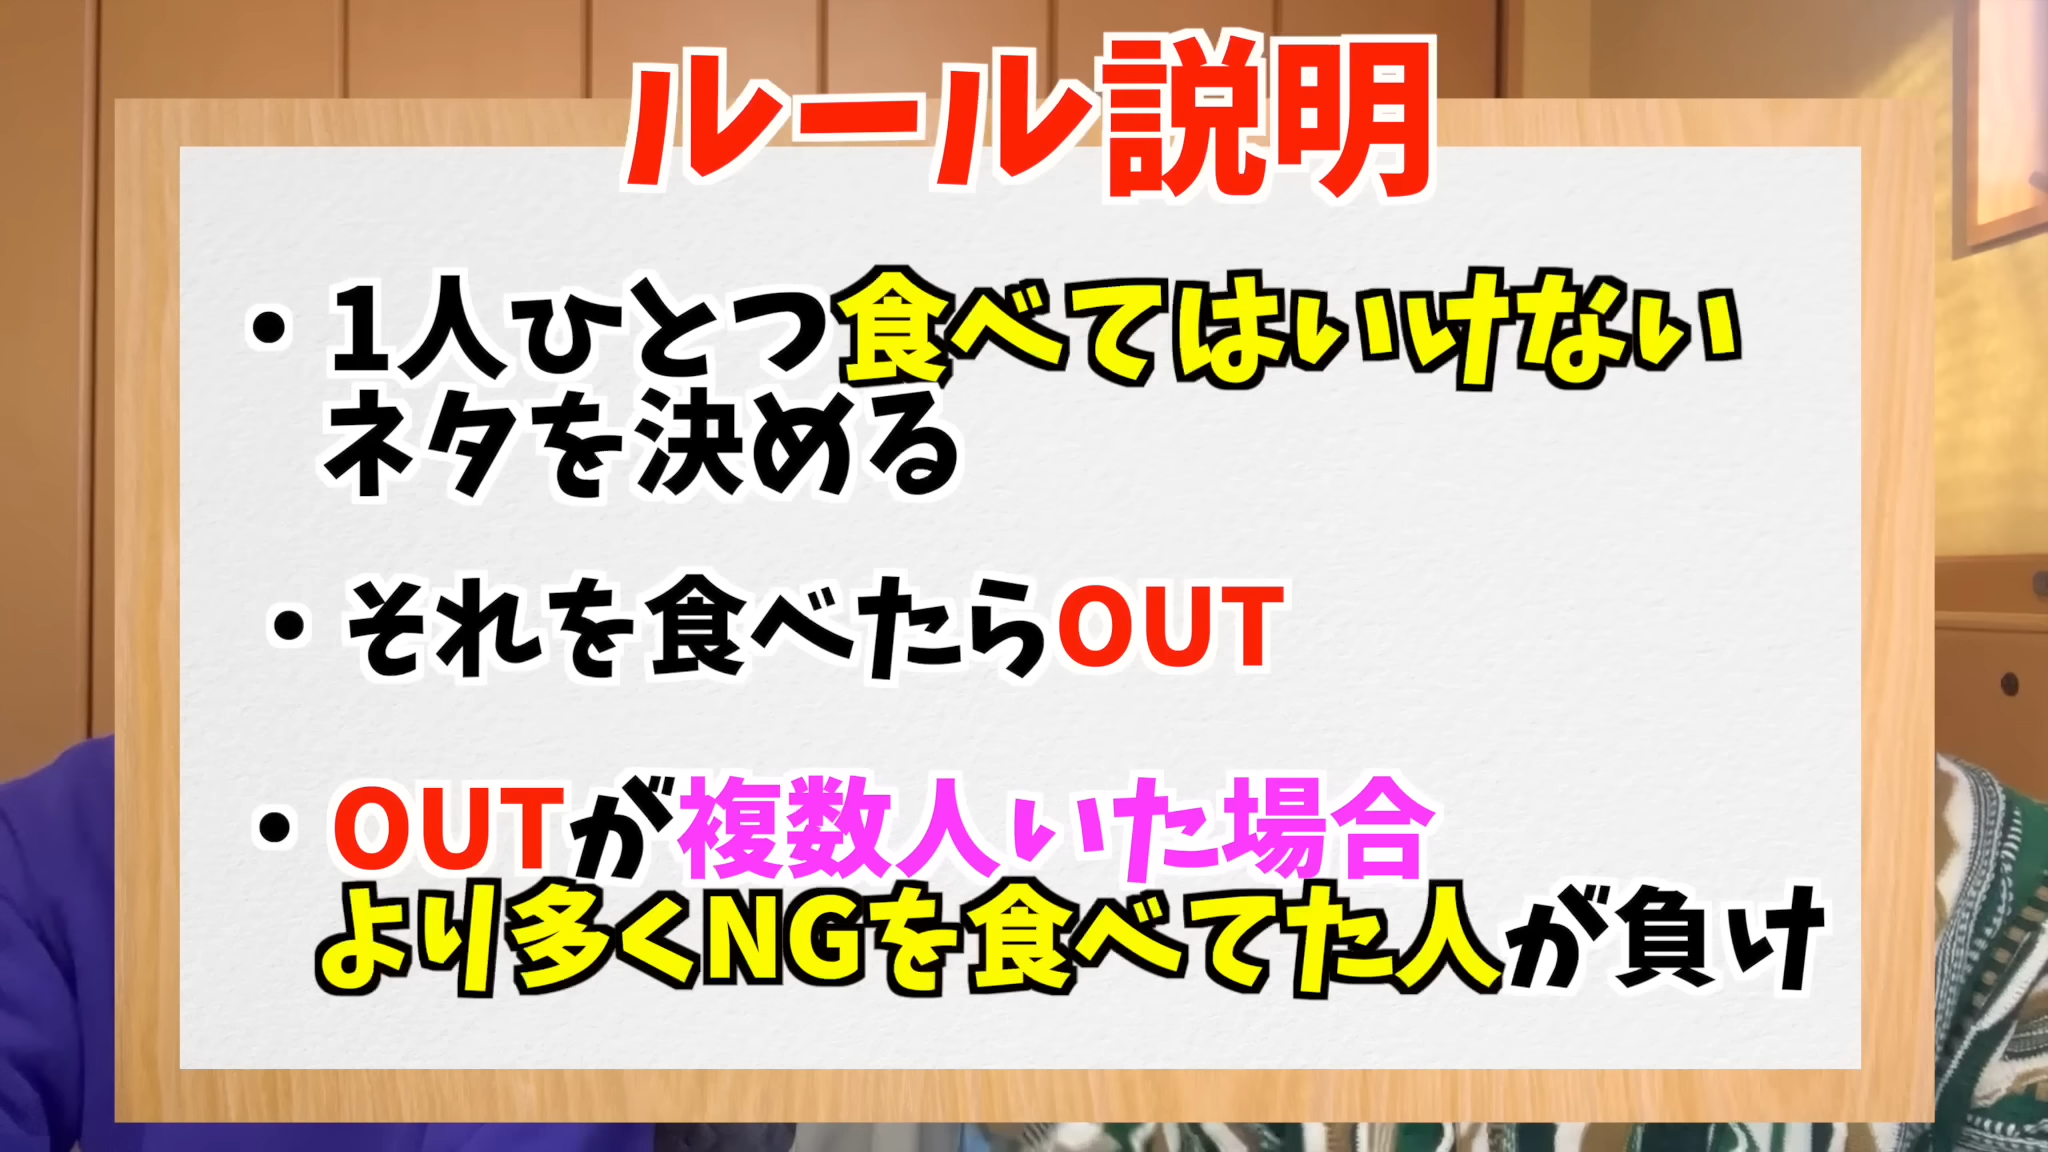 ルール説明
・1人ひとつ食べてはいけない
ネタを決める
・それを食べたらOUT
・OUTが複数人いた場合
より多くNGを食べてた人が負け